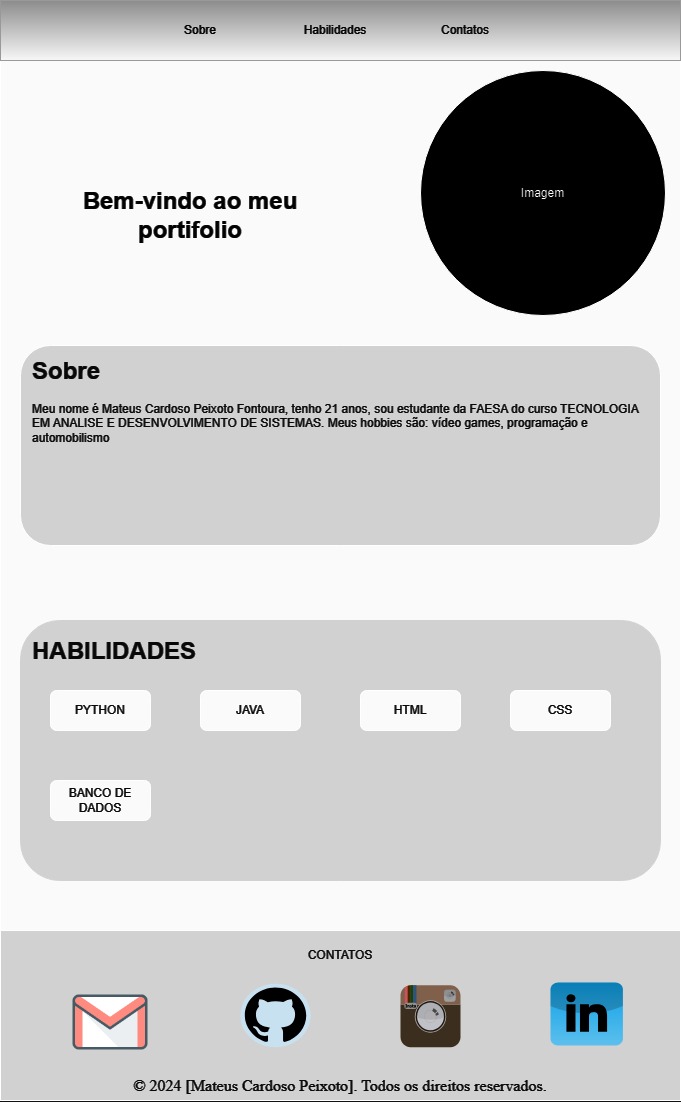 Sobre Habilidades Contatos
Bem-vindo ao meu
portifolio
Imagem
Sobre
Meu nome é Mateus Cardoso Peixoto Fontoura, tenho 21 anos, sou estudante da FAESA do curso TECNOLOGIA
EM ANALISE E DESENVOLVIMENTO DE SISTEMAS. Meus hobbies são: vídeo games, programação e
automobilismo
HABILIDADES
PYTHON JAVA HTML CSS
BANCO DE
DADOS
CONTATOS
Insta
in
© 2024 [Mateus Cardoso Peixoto]. Todos os direitos reservados.